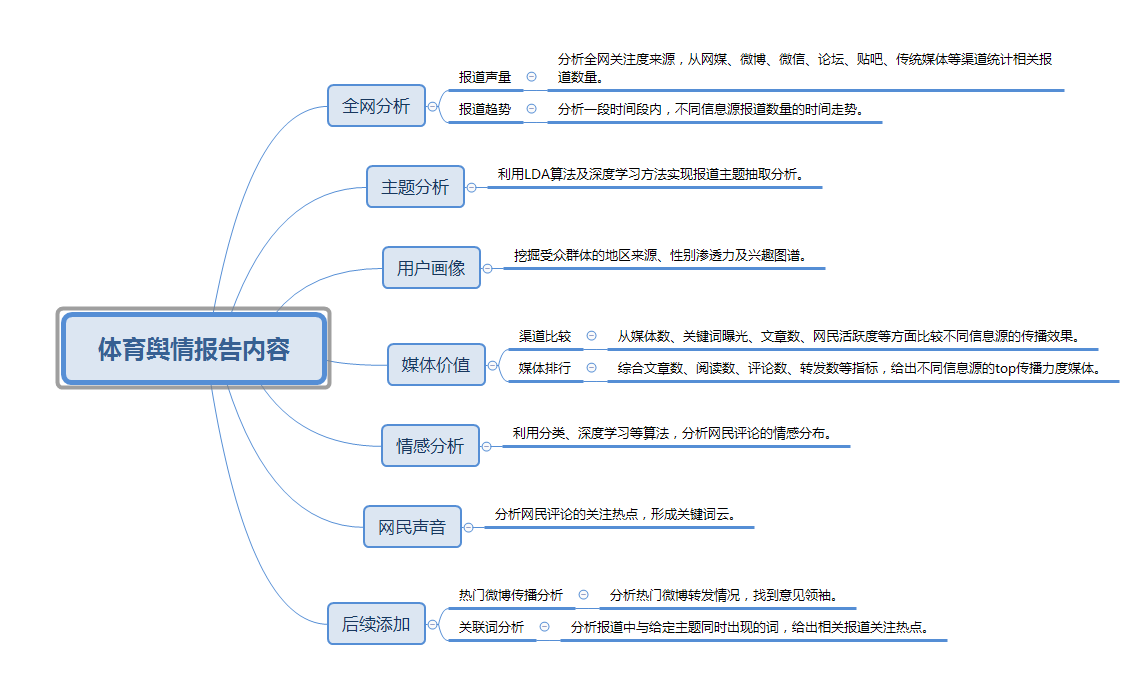 体育舆情报告内容
全网分析
报道声量
分析全网关注度来源，从网媒、微博、微信、论坛、贴吧、传统媒体等渠道统计相关报
道数量。
报道趋势
分析一段时间段内，不同信息源报道数量的时间走势。
主题分析
利用LDA算法及深度学习方法实现报道主题抽取分析。
用户画像
挖掘受众群体的地区来源、性别渗透力及兴趣图谱。
媒体价值
渠道比较
从媒体数、关键词曝光、文章数、网民活跃度等方面比较不同信息源的传播效果。
媒体排行
综合文章数、阅读数、评论数、转发数等指标，给出不同信息源的top传播力度媒体。
情感分析
利用分类、深度学习等算法，分析网民评论的情感分布。
网民声音
分析网民评论的关注热点，形成关键词云。
后续添加
热门微博传播分析
分析热门微博转发情况，找到意见领袖。
关联词分析
分析报道中与给定主题同时出现的词，给出相关报道关注热点。